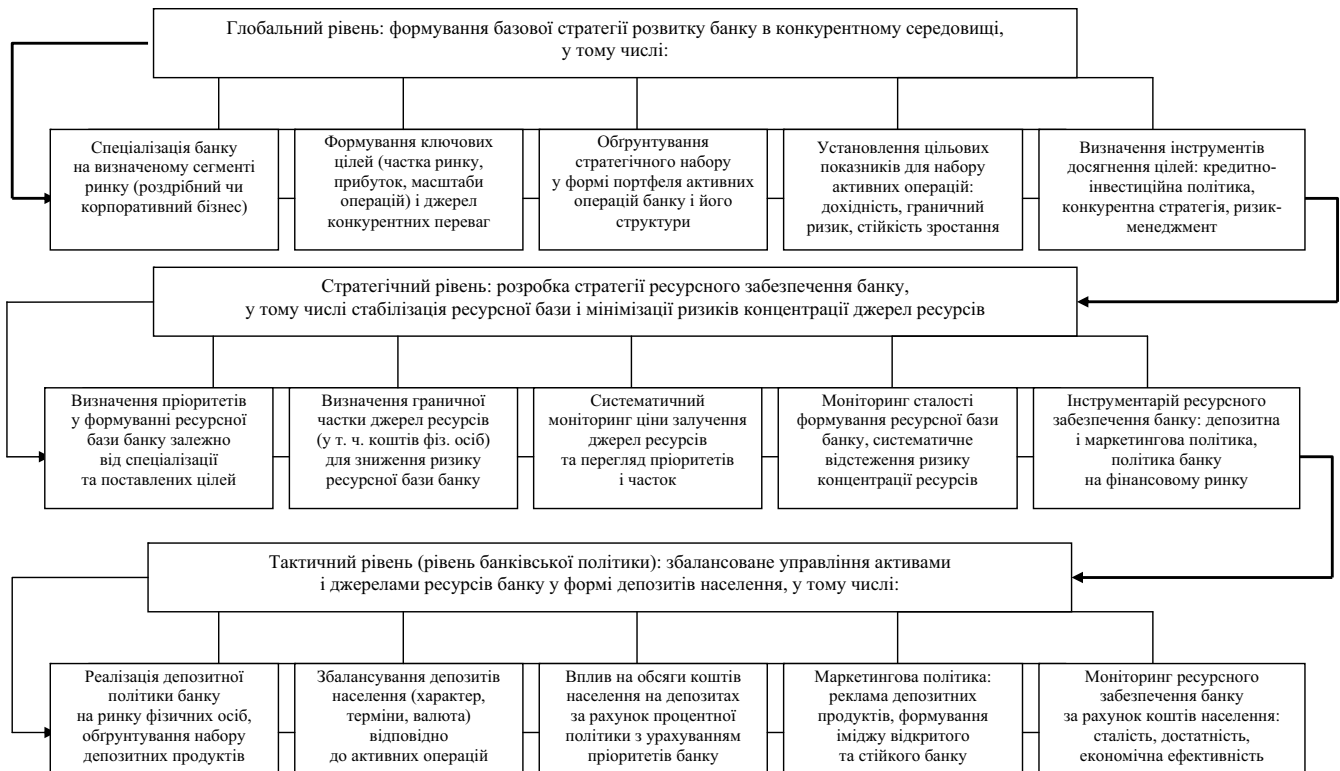 Глобальний рівень: формування базової стратегії розвитку банку в конкурентному середовищі,
у тому числі:
Спеціалізація банку
на визначеному сегменті
ринку (роздрібний чи
корпоративний бізнес)
Формування ключових
цілей (частка ринку,
прибуток, масштаби
операцій) і джерел
конкурентних переваг
Обґрунтування
стратегічного набору
у формі портфеля активних
операцій банку і його
структури
Установлення цільових
показників для набору
активних операцій:
дохідність, граничний
ризик, стійкість зростання
Визначення інструментів
досягнення цілей: кредитно-
інвестиційна політика,
конкурентна стратегія, ризик-
менеджмент
Стратегічний рівень: розробка стратегії ресурсного забезпечення банку,
у тому числі стабілізація ресурсної бази і мінімізації ризиків концентрації джерел ресурсів
Визначення пріоритетів
у формуванні ресурсної
бази банку залежно
від спеціалізації
та поставлених цілей
Визначення граничної
частки джерел ресурсів
(у т. ч. коштів фіз. осіб)
для зниження ризику
ресурсної бази банку
Систематичний
моніторинг ціни залучення
джерел ресурсів
та перегляд пріоритетів
і часток
Моніторинг сталості
формування ресурсної бази
банку, систематичне
відстеження ризику
концентрації ресурсів
Інструментарій ресурсного
забезпечення банку: депозитна
і маркетингова політика,
політика банку
на фінансовому ринку
Тактичний рівень (рівень банківської політики): збалансоване управління активами
і джерелами ресурсів банку у формі депозитів населення, у тому числі:
Реалізація депозитної
політики банку
на ринку фізичних осіб,
обґрунтування набору
депозитних продуктів
Збалансування депозитів
населення (характер,
терміни, валюта)
відповідно
до активних операцій
Вплив на обсяги коштів
населення на депозитах
за рахунок процентної
політики з урахуванням
пріоритетів банку
Маркетингова політика:
реклама депозитних
продуктів, формування
іміджу відкритого
та стійкого банку
Моніторинг ресурсного
забезпечення банку
за рахунок коштів населення:
сталість, достатність,
економічна ефективність